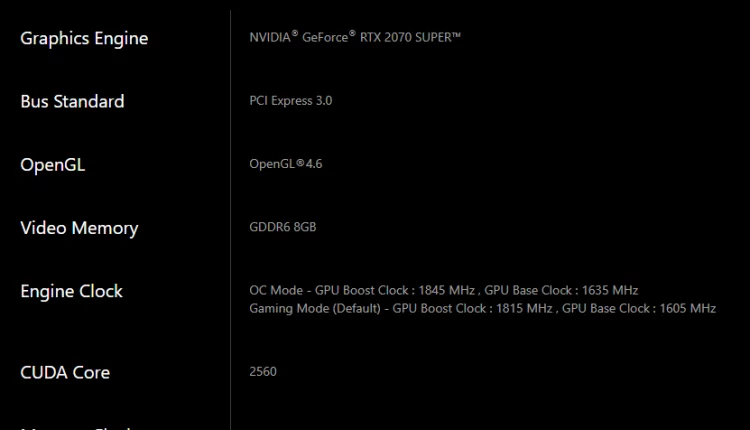 Graphics Engine
NVIDIA® GeForce® RTX 2070 SUPER™
Bus Standard
PCI Express 3.0
OpenGL
OpenGL®4.6
Video Memory
GDDR6 8GB
Engine Clock
OC Mode - GPU Boost Clock : 1845 MHz , GPU Base Clock : 1635 MHz
Gaming Mode (Default) - GPU Boost Clock : 1815 MHz , GPU Base Clock : 1605 MHz
CUDA Core
2560